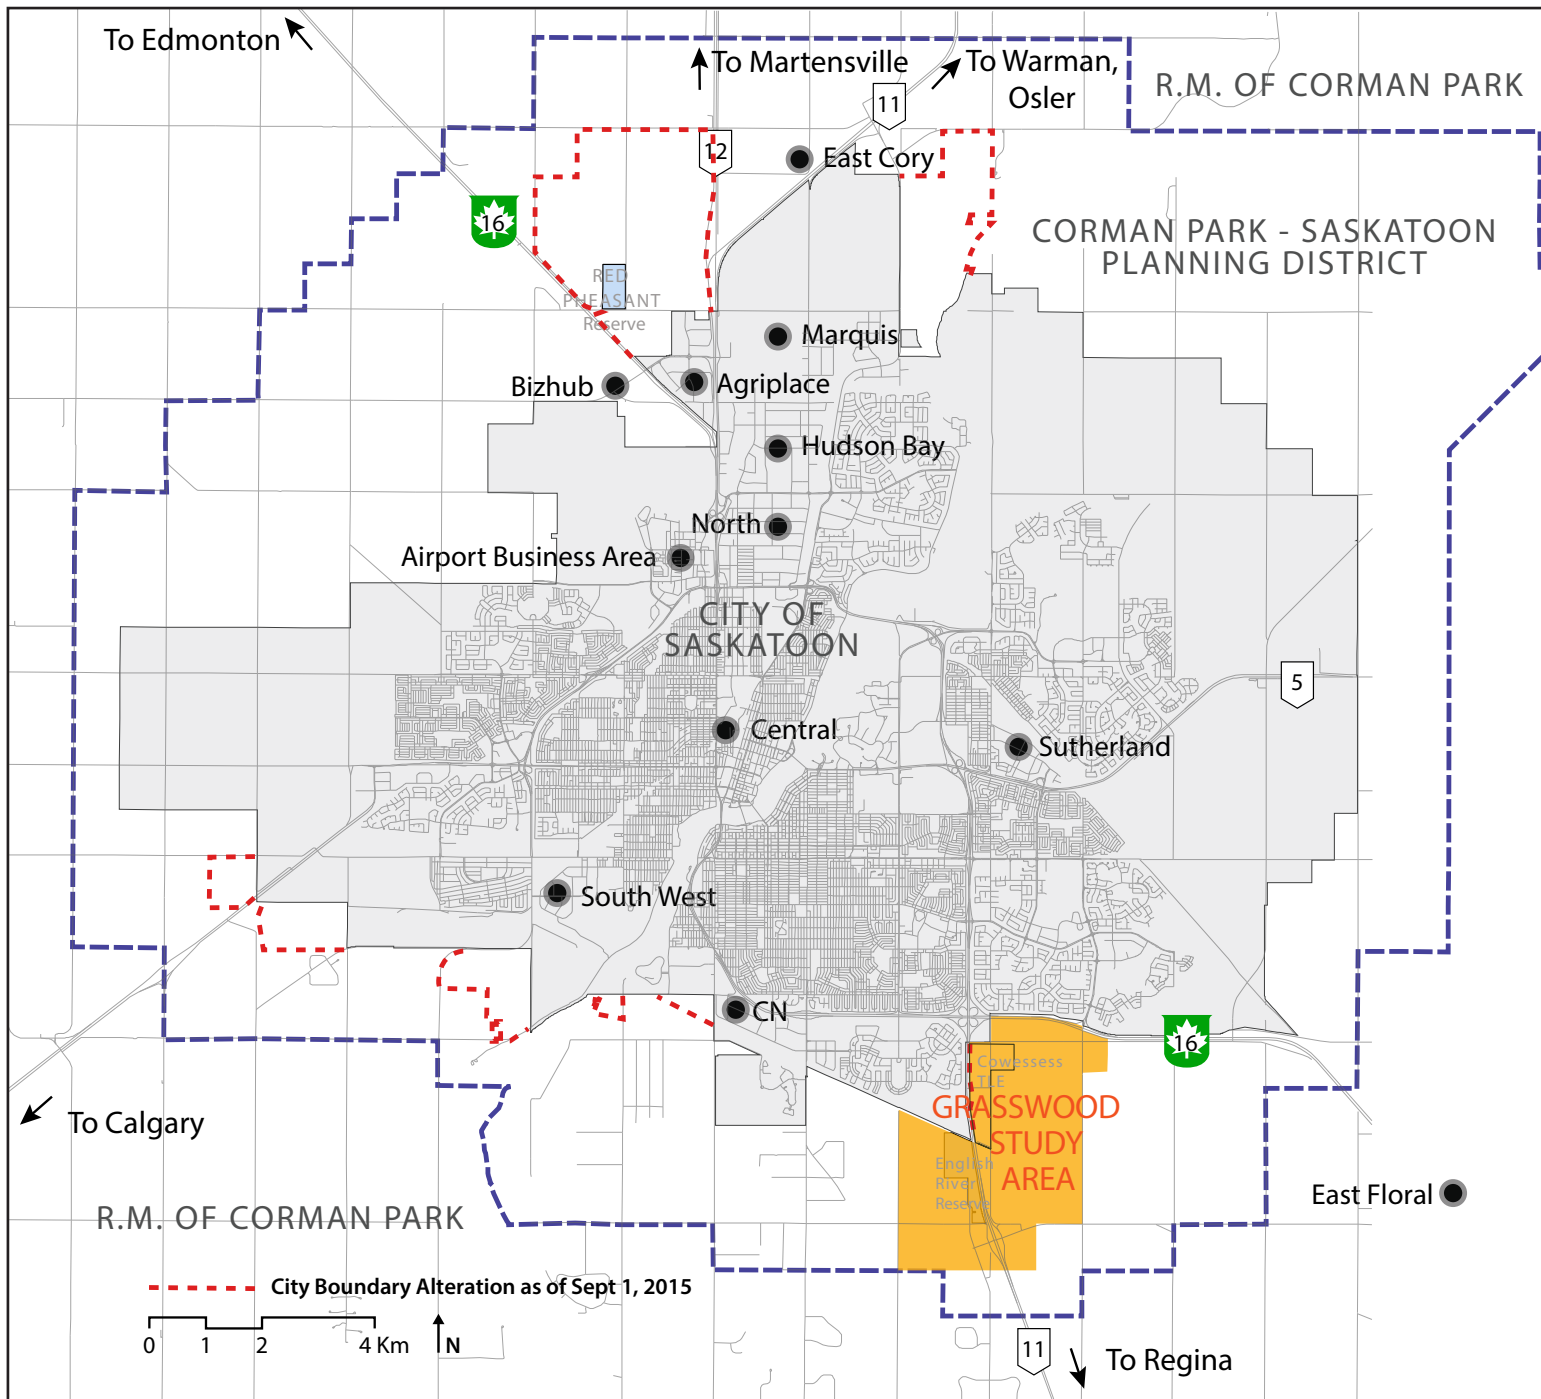 To Edmonton
To Martensville
To Warman,
Osler
11
R.M. OF CORMAN PARK
12
East Cory
16
CORMAN PARK - SASKATOON
PLANNING DISTRICT
RED
PHEASANT
Reserve
Marquis
Bizhub
Agriplace
Hudson Bay
North
Airport Business Area
CITY OF
SASKATOON
5
Central
Sutherland
South West
CN
16
Cowessess
TLE
GRASSWOOD
STUDY
AREA
To Calgary
English
River
Reserve
East Floral
R.M. OF CORMAN PARK
City Boundary Alteration as of Sept 1, 2015
0 1 2 4 Km
N
11
To Regina